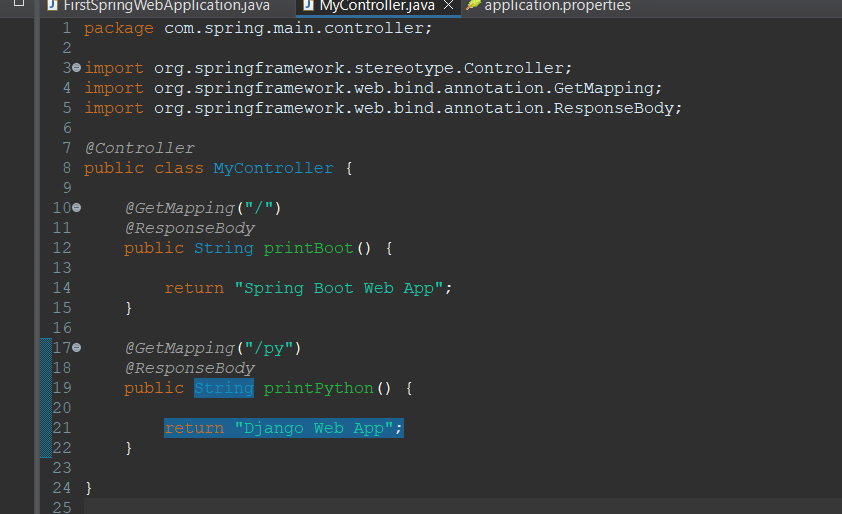 FirstSpringWebApplication.java MyController.java application.properties
1 package com.spring.main.controller;
2
3 import org.springframework.stereotype.Controller;
4 import org.springframework.web.bind.annotation.GetMapping;
5 import org.springframework.web.bind.annotation.ResponseBody;
6
7 @Controller
8 public class MyController {
9
10     @GetMapping("/")
11     @ResponseBody
12     public String printBoot() {
13
14         return "Spring Boot Web App";
15     }
16
17     @GetMapping("/py")
18     @ResponseBody
19     public String printPython() {
20
21         return "Django Web App";
22     }
23
24 }
25